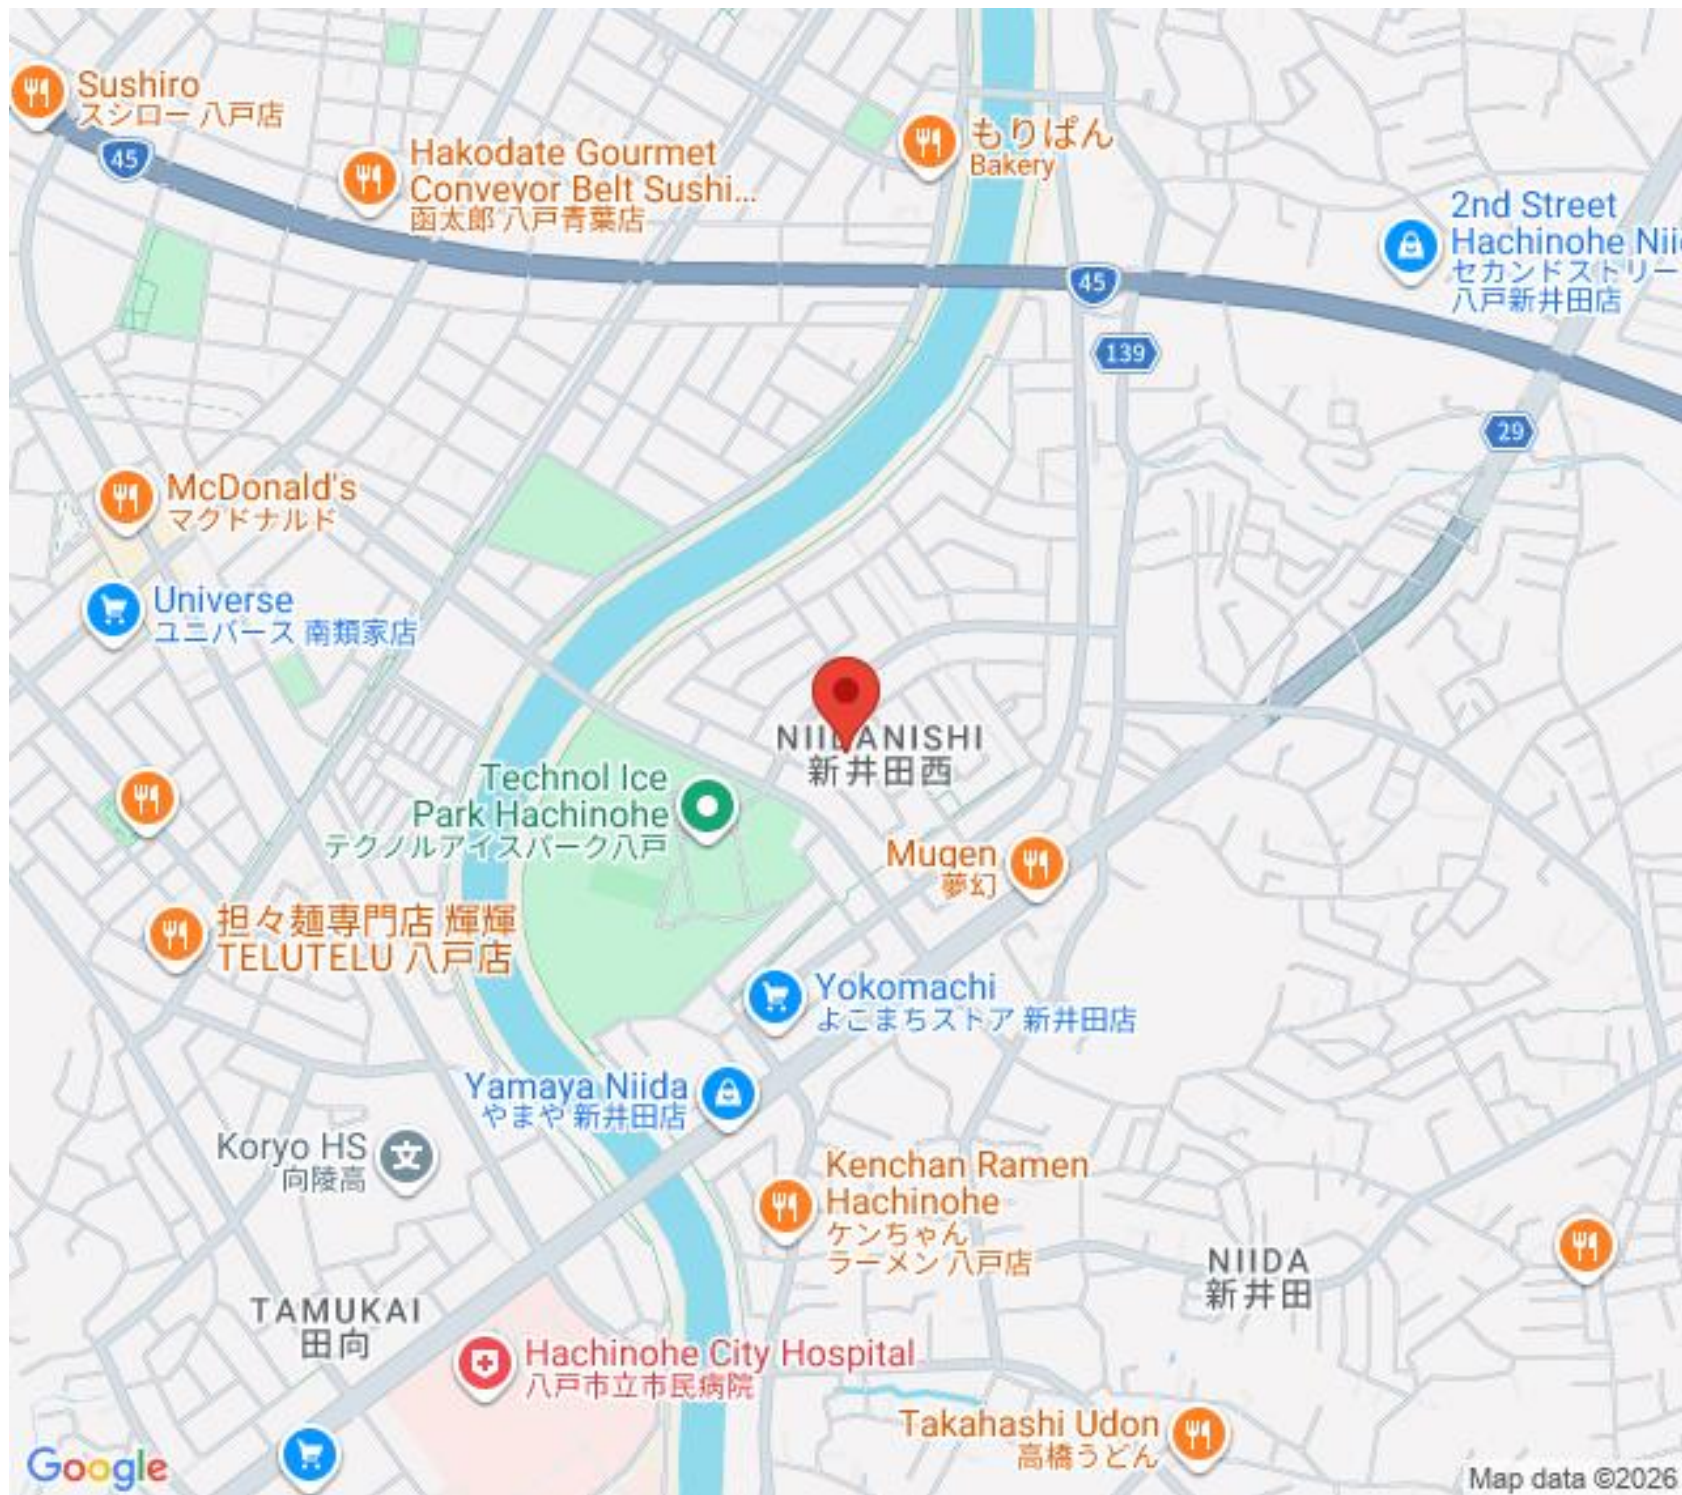 Sushiro
スシロー 八戸店
45
Hakodate Gourmet
Conveyor Belt Sushi...
函太郎 八戸青葉店
もりぱん
Bakery
2nd Street
Hachinohe Nii
セカンドストリー
八戸新井田店
45
139
29
McDonald's
マクドナルド
Universe
ユニバース 南類家店
NIIDANISHI
新井田西
Technol Ice
Park Hachinohe
テクノルアイスパーク八戸
Mugen
夢幻
担々麺専門店 輝輝
TELUTELU 八戸店
Yokomachi
よこまちストア 新井田店
Yamaya Niida
やまや 新井田店
Koryo HS
向陵高
文
Kenchan Ramen
Hachinohe
ケンちゃん
ラーメン 八戸店
NIIDA
新井田
TAMUKAI
田向
Hachinohe City Hospital
八戸市立市民病院
Takahashi Udon
高橋うどん
Google
Map data ©2026